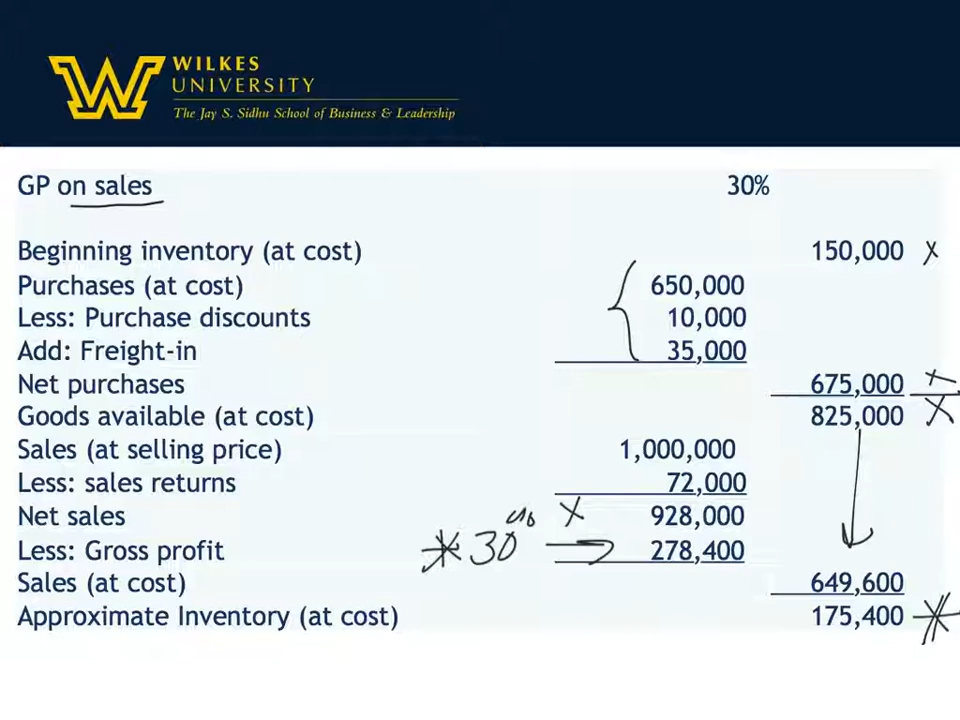 WILKES
UNIVERSITY
The Jay S. Sidhu School of Business & Leadership
GP on sales 30%
Beginning inventory (at cost) 150,000 X
Purchases (at cost) 650,000
Less: Purchase discounts 10,000
Add: Freight-in 35,000
Net purchases 675,000 +
Goods available (at cost) 825,000 X
Sales (at selling price) 1,000,000
Less: sales returns 72,000
Net sales X 928,000
Less: Gross profit * 30% 278,400
Sales (at cost) 649,600
Approximate Inventory (at cost) 175,400 *